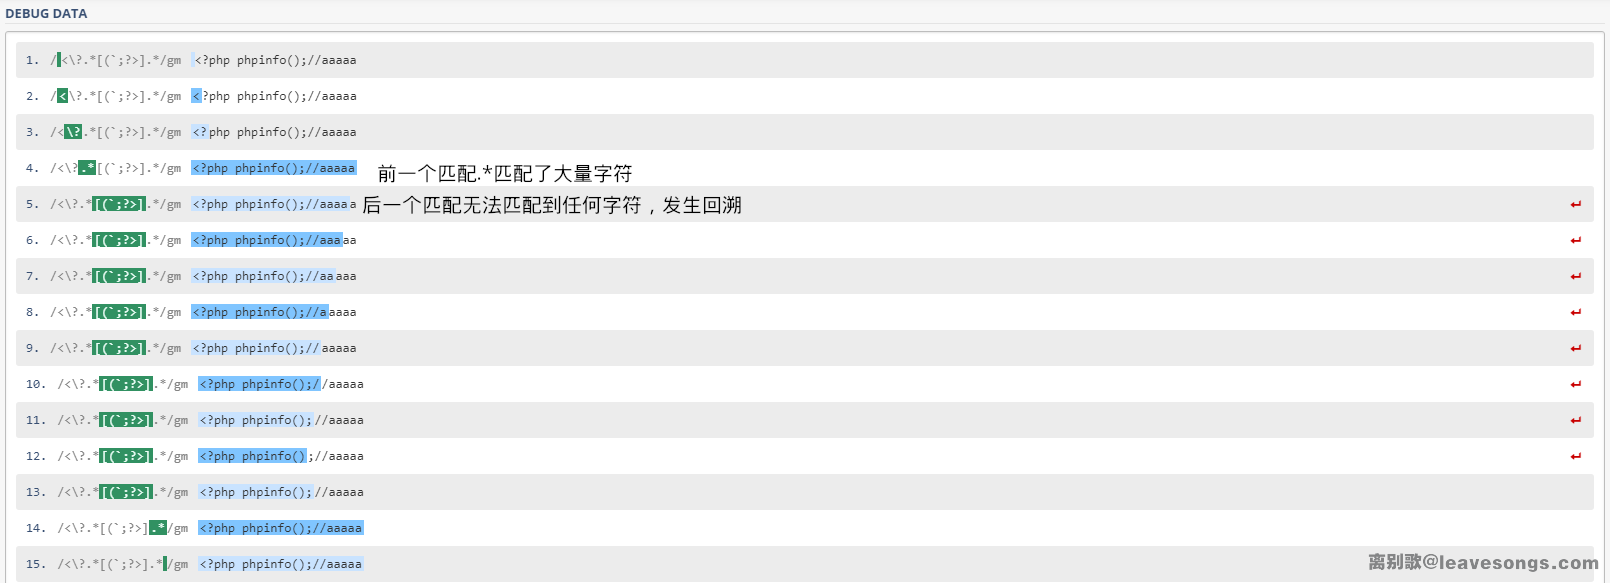 DEBUG DATA
1. /<\?.*[(`;?>].*/gm <?php phpinfo();//aaaaa
2. /<\?.*[(`;?>].*/gm <?php phpinfo();//aaaaa
3. /<\?.*[(`;?>].*/gm <?php phpinfo();//aaaaa
4. /<\?.*[(`;?>].*/gm <?php phpinfo();//aaaaa 前一个匹配.*匹配了大量字符
5. /<\?.*[(`;?>].*/gm <?php phpinfo();//aaaaa 后一个匹配无法匹配到任何字符，发生回溯 ↵
6. /<\?.*[(`;?>].*/gm <?php phpinfo();//aaaaa ↵
7. /<\?.*[(`;?>].*/gm <?php phpinfo();//aaaaa ↵
8. /<\?.*[(`;?>].*/gm <?php phpinfo();//aaaaa ↵
9. /<\?.*[(`;?>].*/gm <?php phpinfo();//aaaaa ↵
10. /<\?.*[(`;?>].*/gm <?php phpinfo();//aaaaa ↵
11. /<\?.*[(`;?>].*/gm <?php phpinfo();//aaaaa ↵
12. /<\?.*[(`;?>].*/gm <?php phpinfo();//aaaaa ↵
13. /<\?.*[(`;?>].*/gm <?php phpinfo();//aaaaa
14. /<\?.*[(`;?>].*/gm <?php phpinfo();//aaaaa
15. /<\?.*[(`;?>].*/gm <?php phpinfo();//aaaaa
离别歌@leavesongs.com